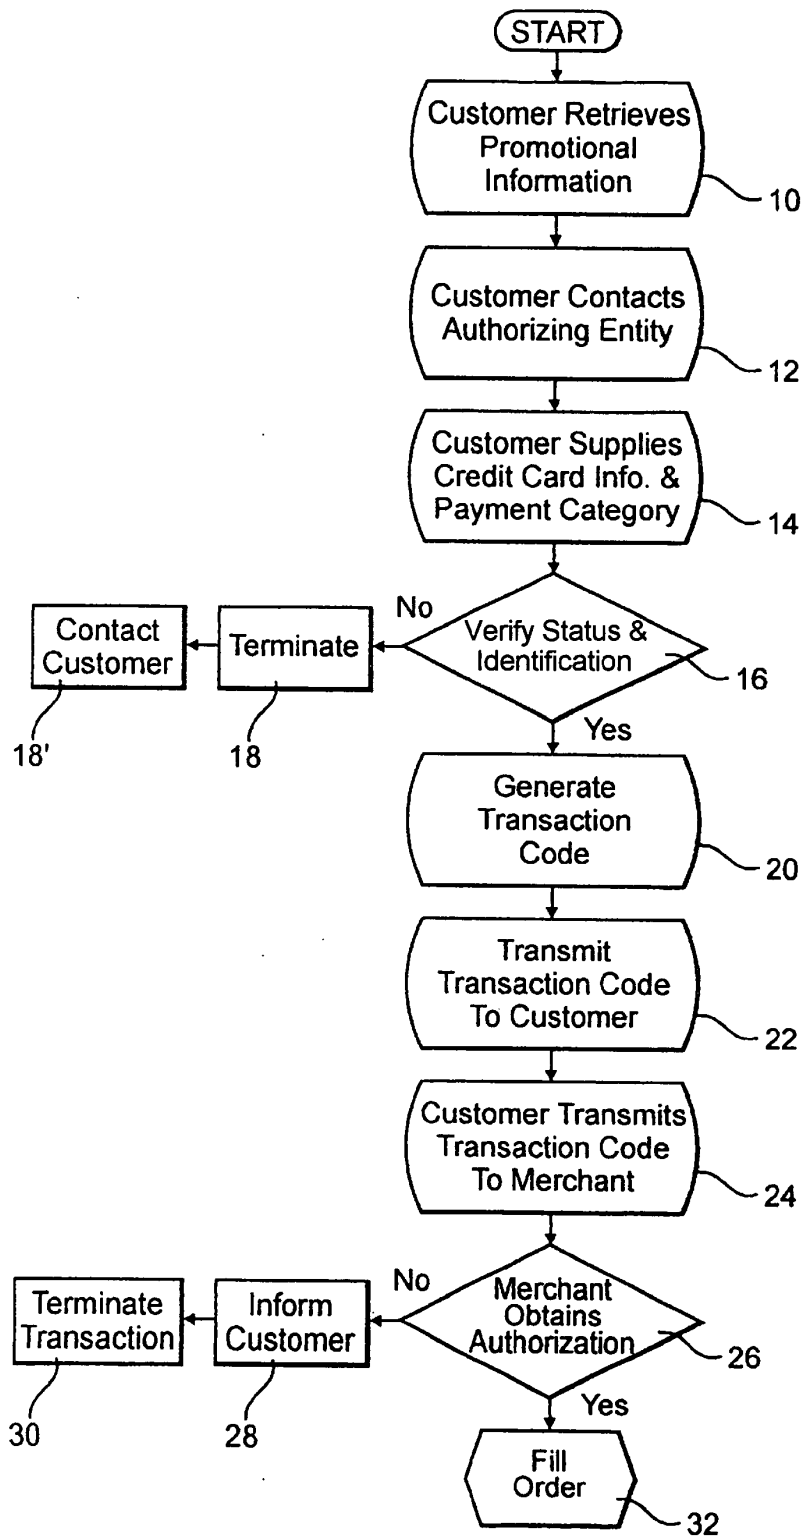 START
Customer Retrieves
Promotional
Information
10
Customer Contacts
Authorizing Entity
12
Customer Supplies
Credit Card Info. &
Payment Category
14
No
Verify Status &
Identification
16
Terminate
18
Contact
Customer
18'
Yes
Generate
Transaction
Code
20
Transmit
Transaction Code
To Customer
22
Customer Transmits
Transaction Code
To Merchant
24
No
Merchant
Obtains
Authorization
26
Inform
Customer
28
Terminate
Transaction
30
Yes
Fill
Order
32